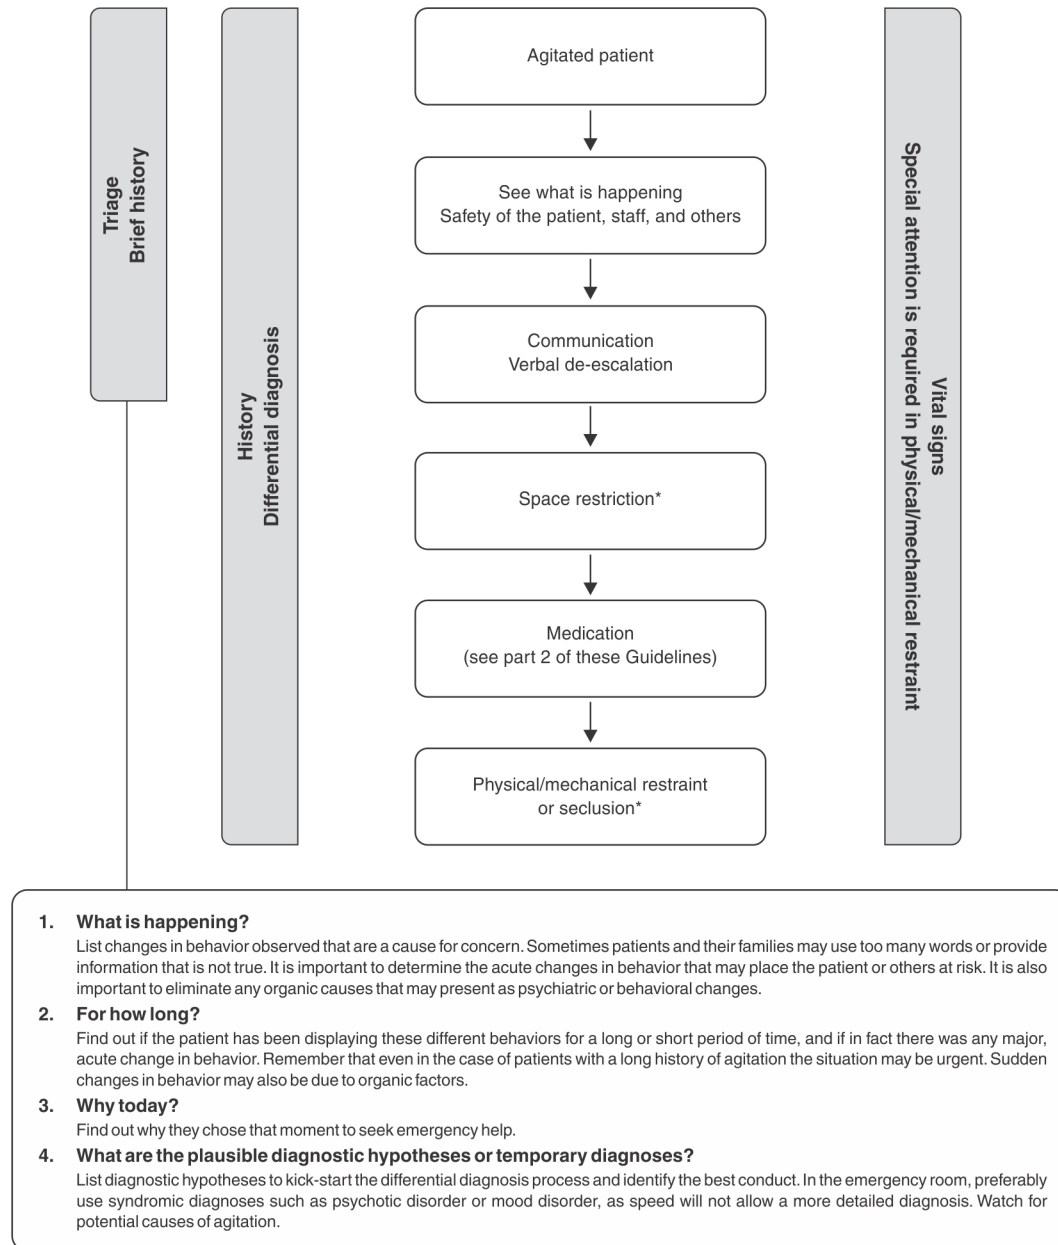 Triage
Brief history
History
Differential diagnosis
Agitated patient
See what is happening
Safety of the patient, staff, and others
Communication
Verbal de-escalation
Space restriction*
Medication
(see part 2 of these Guidelines)
Physical/mechanical restraint
or seclusion*
Vital signs
Special attention is required in physical/mechanical restraint
1. What is happening?
List changes in behavior observed that are a cause for concern. Sometimes patients and their families may use too many words or provide
information that is not true. It is important to determine the acute changes in behavior that may place the patient or others at risk. It is also
important to eliminate any organic causes that may present as psychiatric or behavioral changes.
2. For how long?
Find out if the patient has been displaying these different behaviors for a long or short period of time, and if in fact there was any major,
acute change in behavior. Remember that even in the case of patients with a long history of agitation the situation may be urgent. Sudden
changes in behavior may also be due to organic factors.
3. Why today?
Find out why they chose that moment to seek emergency help.
4. What are the plausible diagnostic hypotheses or temporary diagnoses?
List diagnostic hypotheses to kick-start the differential diagnosis process and identify the best conduct. In the emergency room, preferably
use syndromic diagnoses such as psychotic disorder or mood disorder, as speed will not allow a more detailed diagnosis. Watch for
potential causes of agitation.